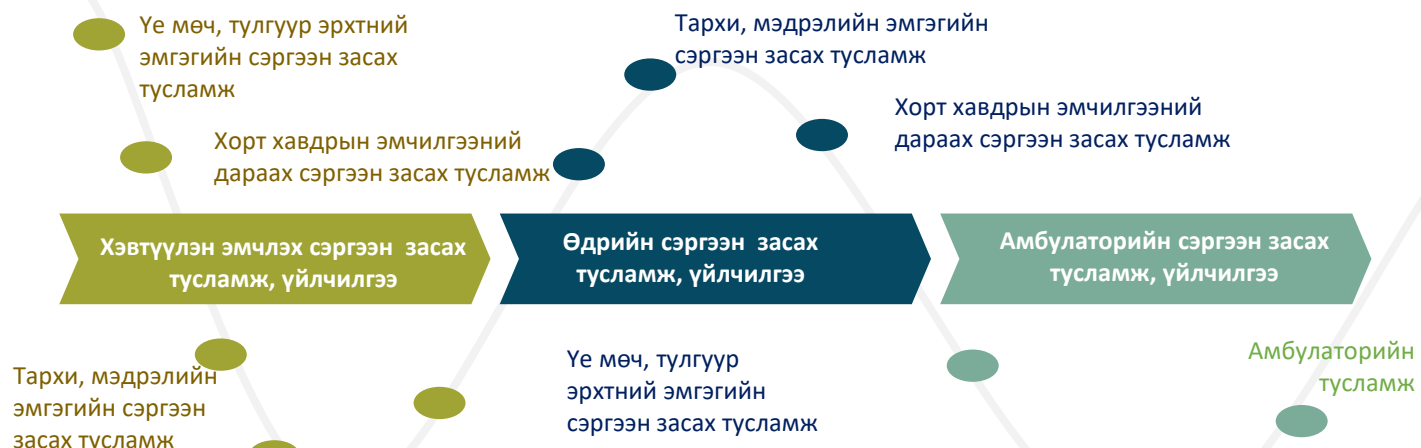 Үе мөч, тулгуур эрхтний
эмгэгийн сэргээн засах
тусламж
Хорт хавдрын эмчилгээний
дараах сэргээн засах тусламж
Тархи, мэдрэлийн эмгэгийн
сэргээн засах тусламж
Хорт хавдрын эмчилгээний
дараах сэргээн засах тусламж
Хэвтүүлэн эмчлэх сэргээн засах
тусламж, үйлчилгээ
Өдрийн сэргээн засах
тусламж, үйлчилгээ
Амбулаторийн сэргээн засах
тусламж, үйлчилгээ
Тархи, мэдрэлийн
эмгэгийн сэргээн
засах тусламж
Үе мөч, тулгуур
эрхтний эмгэгийн
сэргээн засах тусламж
Амбулаторийн
тусламж